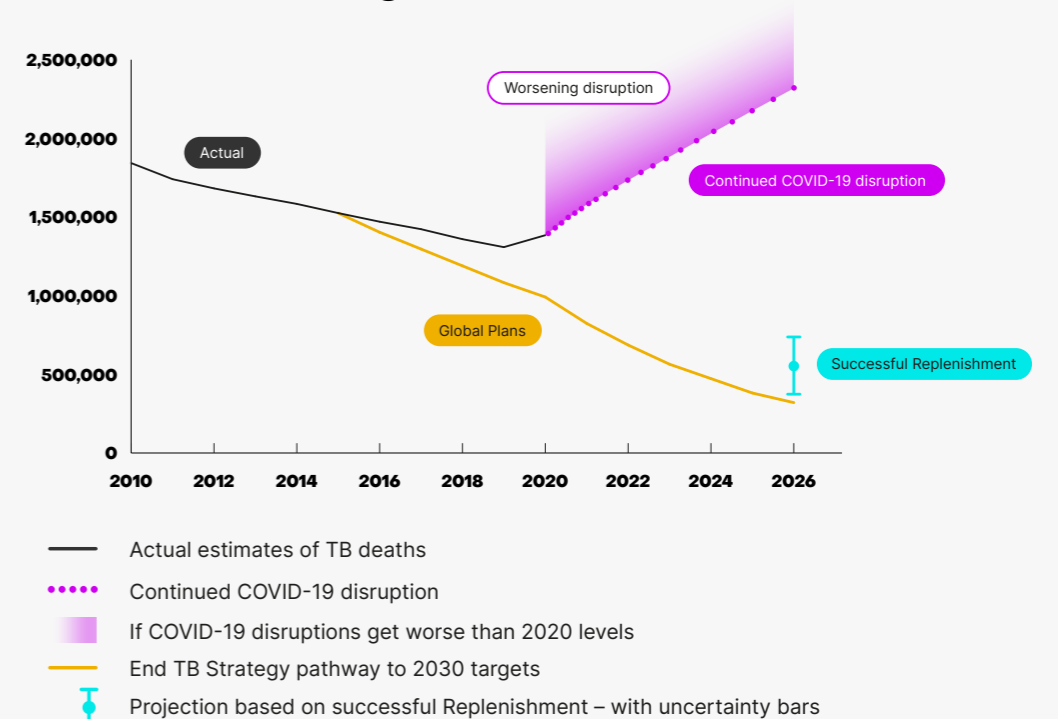 2,500,000
Worsening disruption
2,000,000
Actual
Continued COVID-19 disruption
1,500,000
1,000,000
Global Plans
Successful Replenishment
500,000
0
2010 2012 2014 2016 2018 2020 2022 2024 2026
Actual estimates of TB deaths
Continued COVID-19 disruption
If COVID-19 disruptions get worse than 2020 levels
End TB Strategy pathway to 2030 targets
Projection based on successful Replenishment – with uncertainty bars